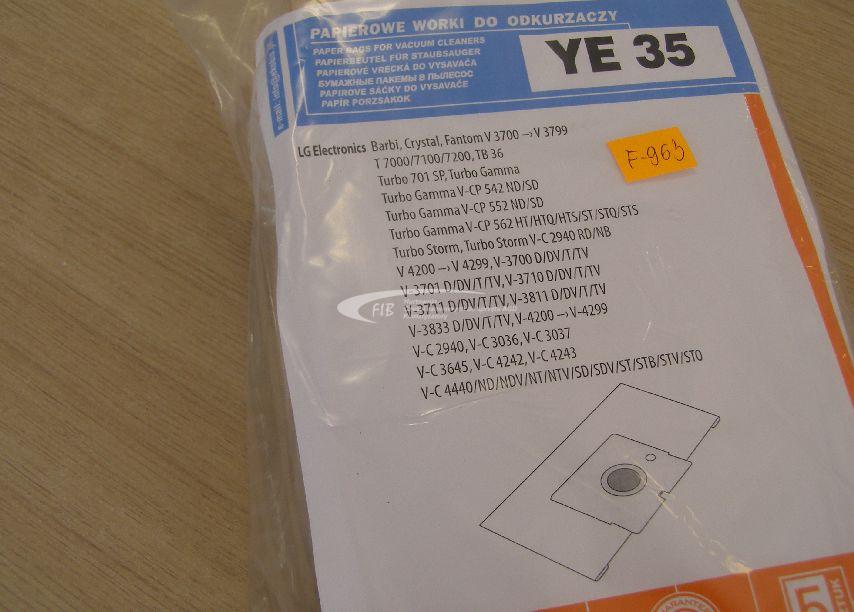 PAPIEROWE WORKI DO ODKURZACZY
PAPER BAGS FOR VACUUM CLEANERS
PAPIERBEUTEL FÜR STAUBSAUGER
PAPIEROVÉ VRECKÁ DO VYSAVAČA
БУМАЖНЫЕ ПАКЕМЫ В ПЫЛЕСОС
PAPIROVE SÁČKY DO VYSAVAČE
PAPÍR PORZSÁKOK
YE 35
F-963
LG Electronics Barbi, Crystal, Fantom V 3700 → V 3799
T 7000/7100/7200, TB 36
Turbo 701 SP, Turbo Gamma
Turbo Gamma V-CP 542 ND/SD
Turbo Gamma V-CP 552 ND/SD
Turbo Gamma V-CP 562 HT/HTQ/HTS/ST/STQ/STS
Turbo Storm, Turbo Storm V-C 2940 RD/NB
V 4200 → V 4299, V-3700 D/DV/T/TV
V-3701 D/DV/T/TV, V-3710 D/DV/T/TV
V-3711 D/DV/T/TV, V-3811 D/DV/T/TV
V-3833 D/DV/T/TV, V-4200 → V-4299
V-C 2940, V-C 3036, V-C 3037
V-C 3645, V-C 4242, V-C 4243
V-C 4440/ND/NDV/NT/NTV/SD/SDV/ST/STB/STV/STQ
FIB